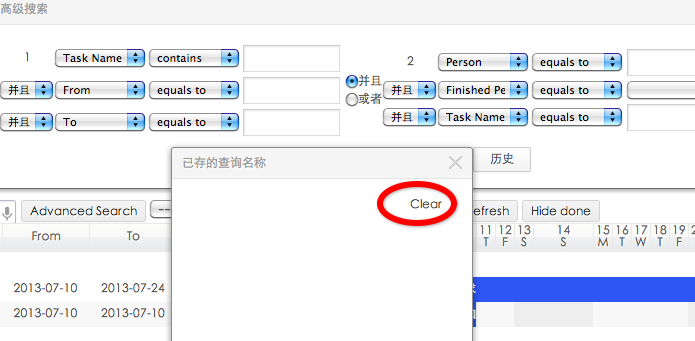 高级搜索
1 Task Name contains
2 Person equals to
并且 From equals to
并且
或者
并且 Finished Pe equals to
并且 To equals to
并且 Task Name equals to
已存的查询名称
历史
Clear
Advanced Search -- efresh Hide done
From To 11 12 13 14 15 16 17 18 19
T F S S M T W T F
2013-07-10 2013-07-24
2013-07-10 2013-07-10